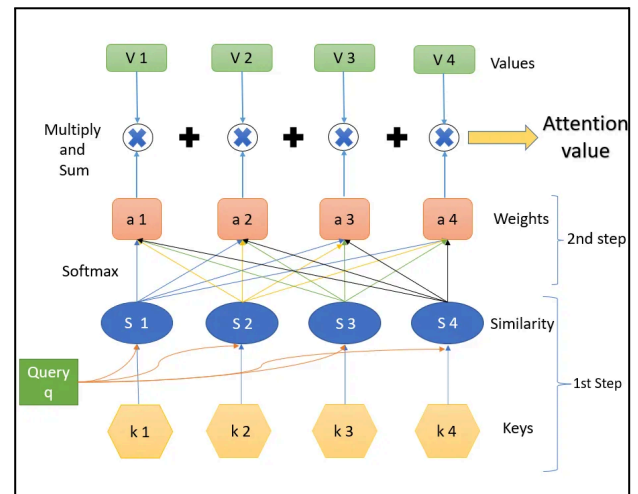 V 1
V 2
V 3
V 4
Values
Multiply
and
Sum
Attention
value
a 1
a 2
a 3
a 4
Weights
2nd step
Softmax
S 1
S 2
S 3
S 4
Similarity
Query
q
1st Step
k 1
k 2
k 3
k 4
Keys